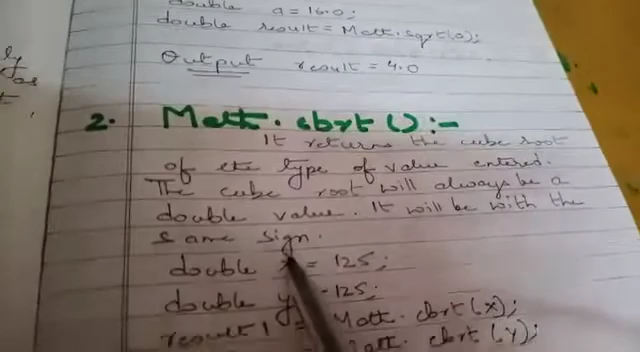 double a = 16.0;
double result = Math.sqrt(a);
Output result = 4.0
2. Math.cbrt():-
It returns the cube root
of the type of value entered.
The cube root will always be a
double value. It will be with the
same sign.
double x = 125;
double y -125;
result1 = Math.cbrt(x);
Math.cbrt(y);